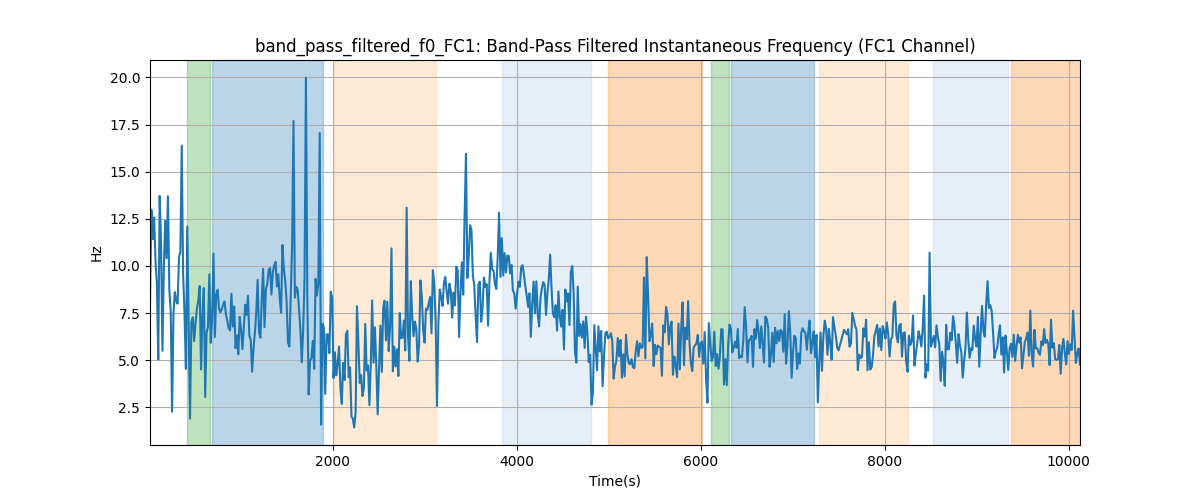 band_pass_filtered_f0_FC1: Band-Pass Filtered Instantaneous Frequency (FC1 Channel)
20.0
17.5
15.0
12.5
10.0
7.5
5.0
2.5
Hz
2000 4000 6000 8000 10000
Time(s)